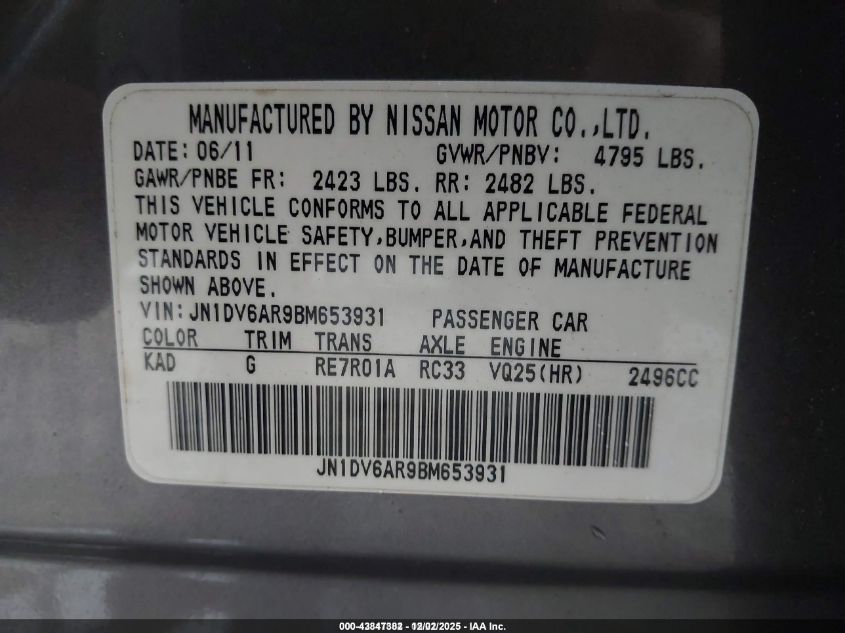 MANUFACTURED BY NISSAN MOTOR CO.,LTD.
DATE: 06/11 GVWR/PNBV: 4795 LBS.
GAWR/PNBE FR: 2423 LBS. RR: 2482 LBS.
THIS VEHICLE CONFORMS TO ALL APPLICABLE FEDERAL
MOTOR VEHICLE SAFETY,BUMPER,AND THEFT PREVENTION
STANDARDS IN EFFECT ON THE DATE OF MANUFACTURE
SHOWN ABOVE.
VIN:JN1DV6AR9BM653931 PASSENGER CAR
COLOR TRIM TRANS AXLE ENGINE
KAD G RE7R01A RC33 VQ25(HR) 2496CC
JN1DV6AR9BM653931
- IAA Inc.